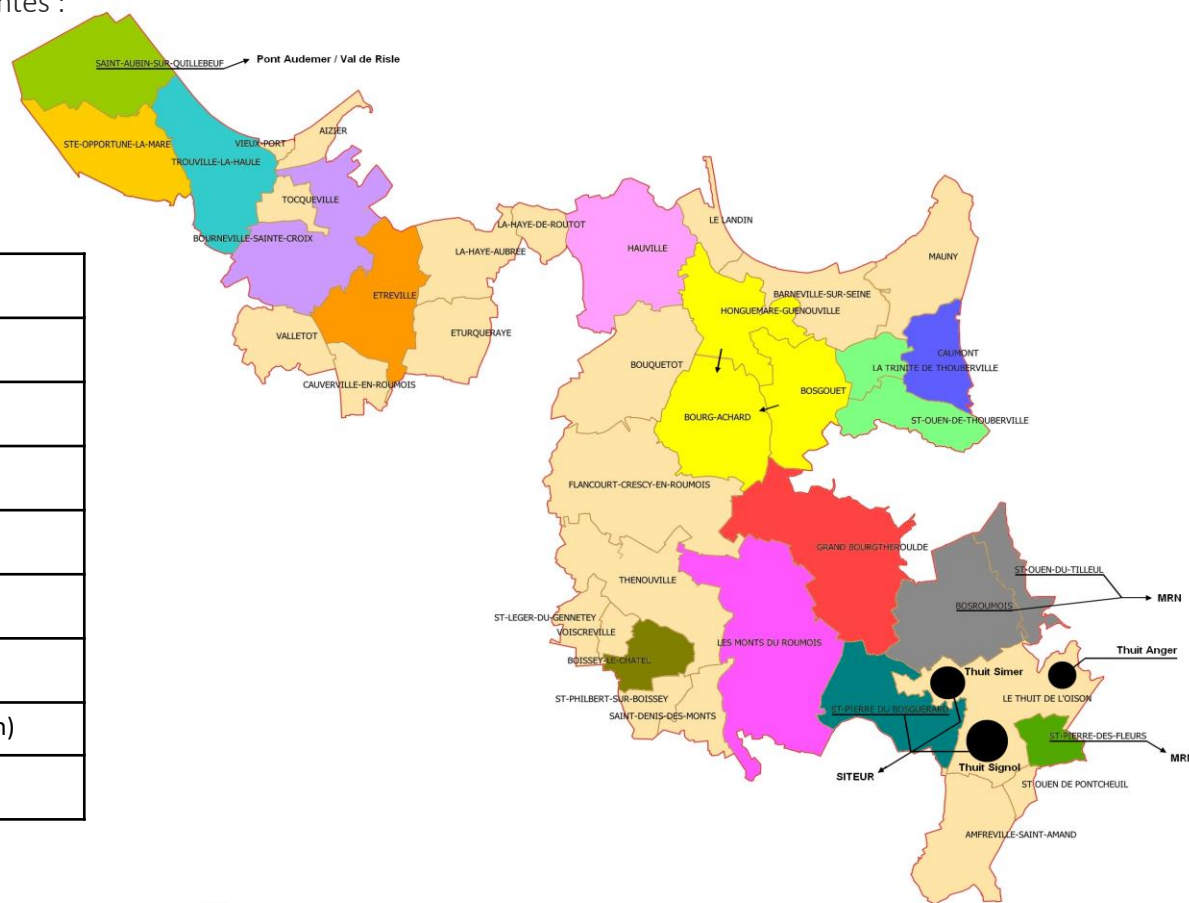 ntes :
SAINT-AUBIN-SUR-QUILLEBEUF
Pont Audemer / Val de Risle
STE-OPPORTUNE-LA-MARE
TROUVILLE-LA-HAULE
VIEUX-PORT
AIZIER
TOCQUEVILLE
BOURNEVILLE-SAINTE-CROIX
LA-HAYE-AUBREE
LA-HAYE-DE-ROUTOT
ETREVILLE
ETURQUERAYE
VALLETOT
CAUVERVILLE-EN-ROUMOIS
HAUVILLE
LE LANDIN
MAUNY
BARNEVILLE-SUR-SEINE
HONGUEMARE-GUENOUVILLE
CAUMONT
LA TRINITE DE THOUBERVILLE
BOUQUETOT
BOSGOUET
BOURG-ACHARD
ST-OUEN-DE-THOUBERVILLE
FLANCOURT-CRESCY-EN-ROUMOIS
GRAND BOURGTHEROULDE
ST-OUEN-DU-TILLEUL
THENOUVILLE
BOSROUMOIS
MRN
ST-LEGER-DU-GENNETEY
VOISCREVILLE
LES MONTS DU ROUMOIS
BOISSEY-LE-CHATEL
Thuit Anger
Thuit Simer
LE THUIT DE L'OISON
ST-PHILBERT-SUR-BOISSEY
SAINT-DENIS-DES-MONTS
ST-PIERRE DU BOSGUERARD
ST-PIERRE-DES-FLEURS
n)
MRN
Thuit Signol
SITEUR
ST OUEN DE PONTCHEUIL
AMFREVILLE-SAINT-AMAND